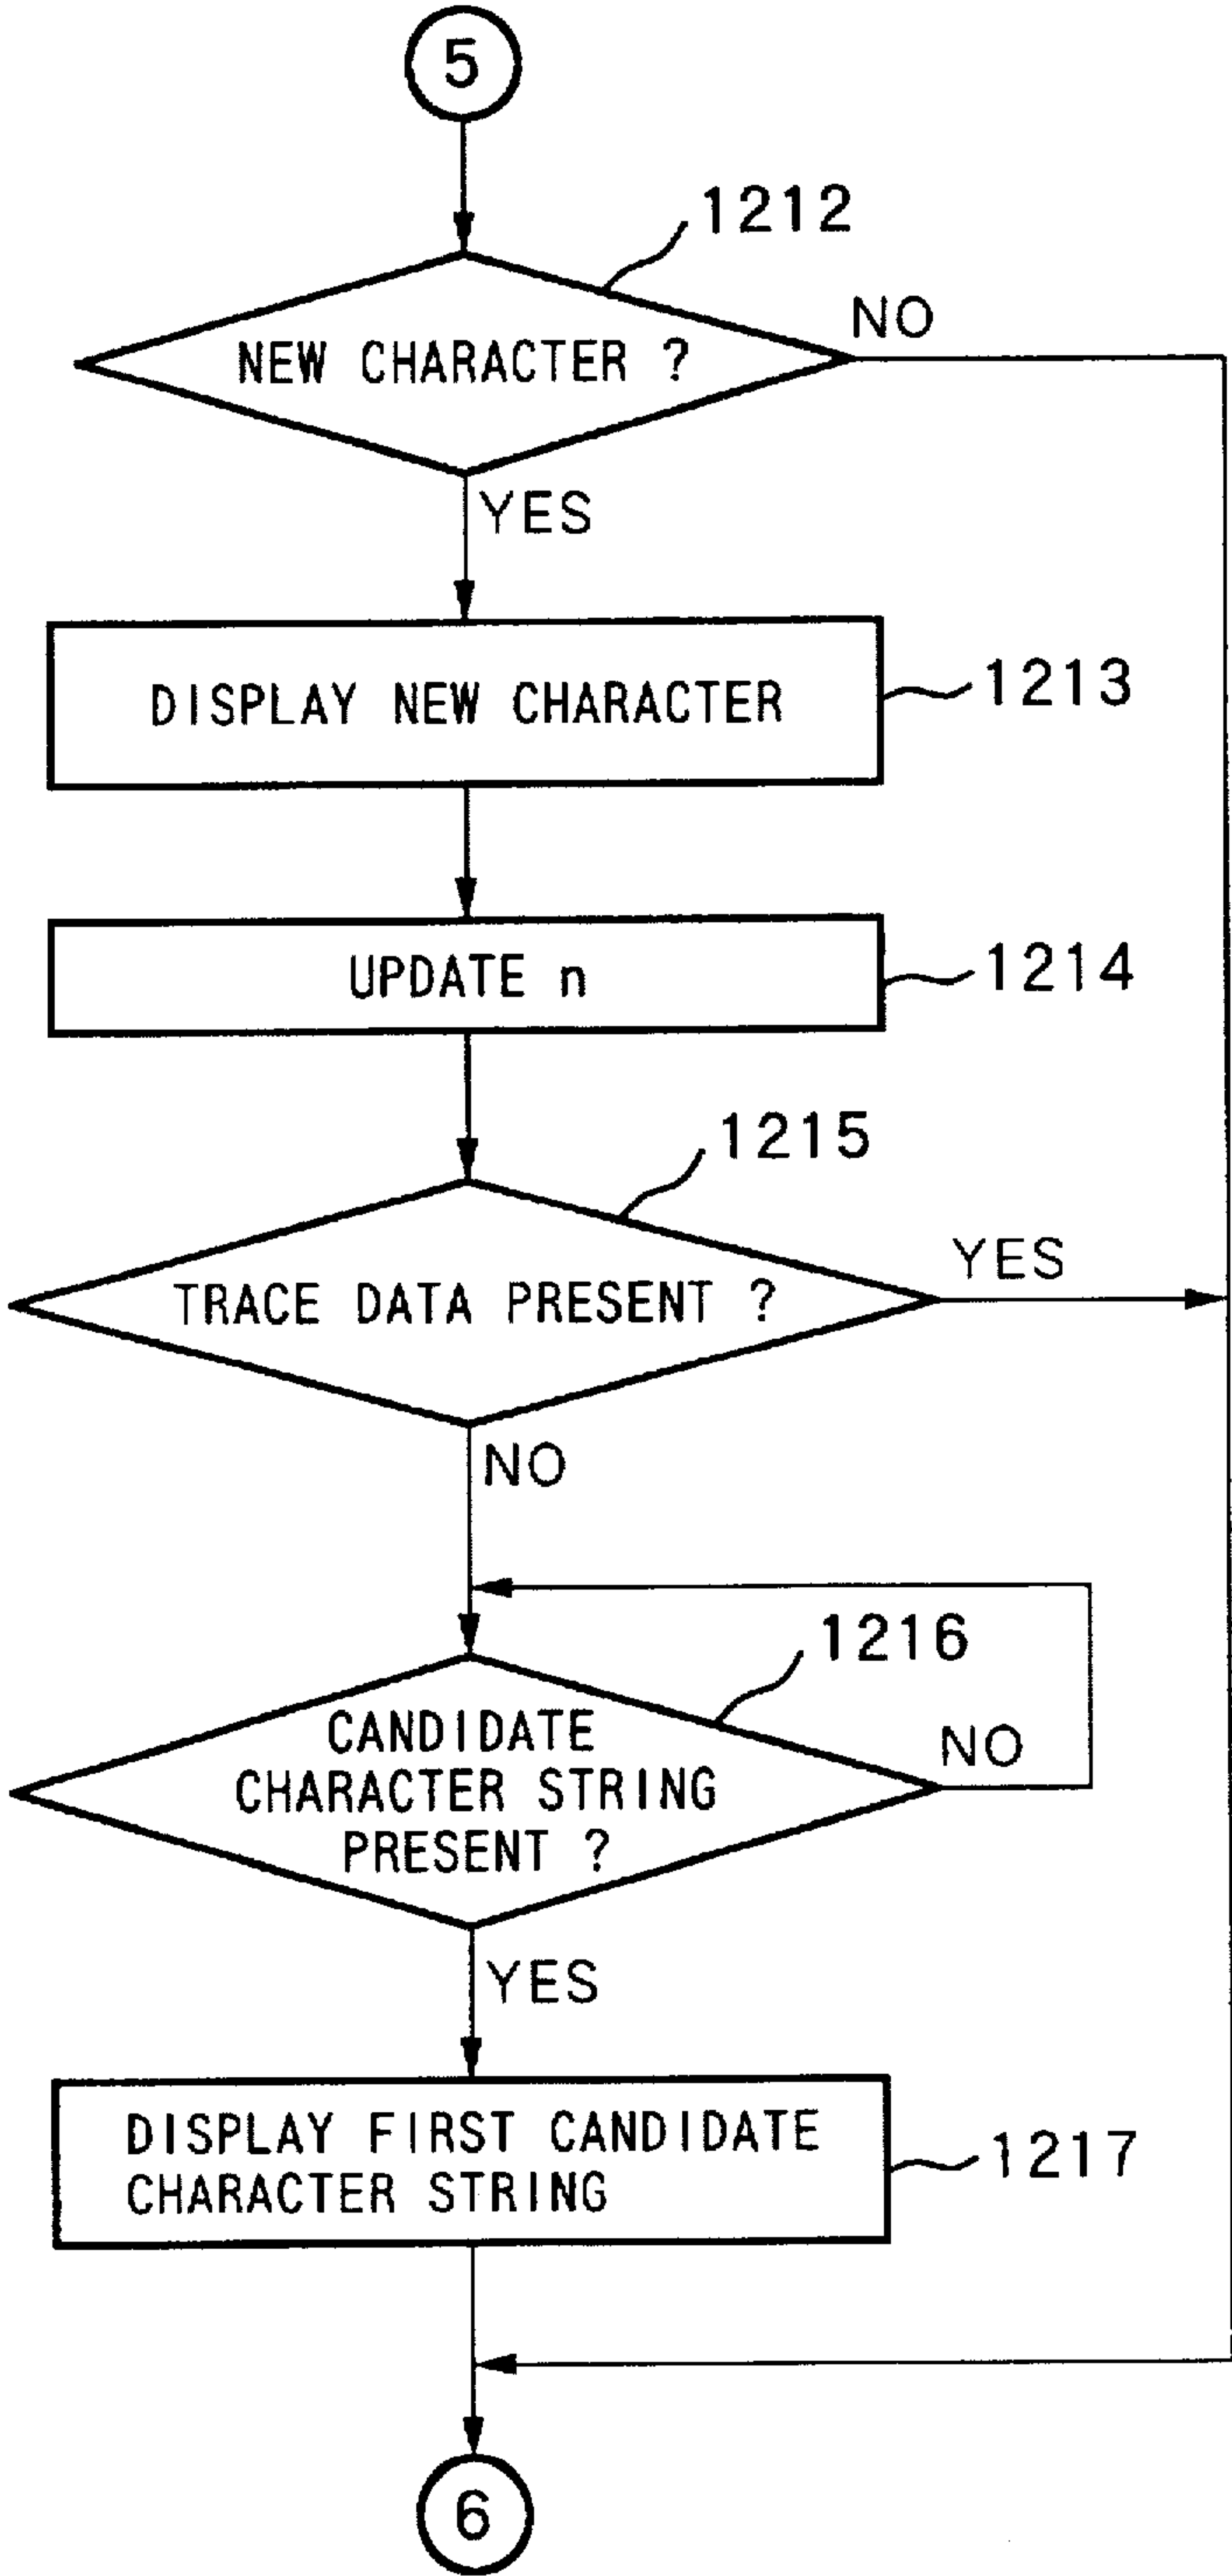 5
1212
NEW CHARACTER ?
NO
YES
DISPLAY NEW CHARACTER
1213
UPDATE n
1214
1215
TRACE DATA PRESENT ?
YES
NO
1216
CANDIDATE
CHARACTER STRING
PRESENT ?
NO
YES
DISPLAY FIRST CANDIDATE
CHARACTER STRING
1217
6